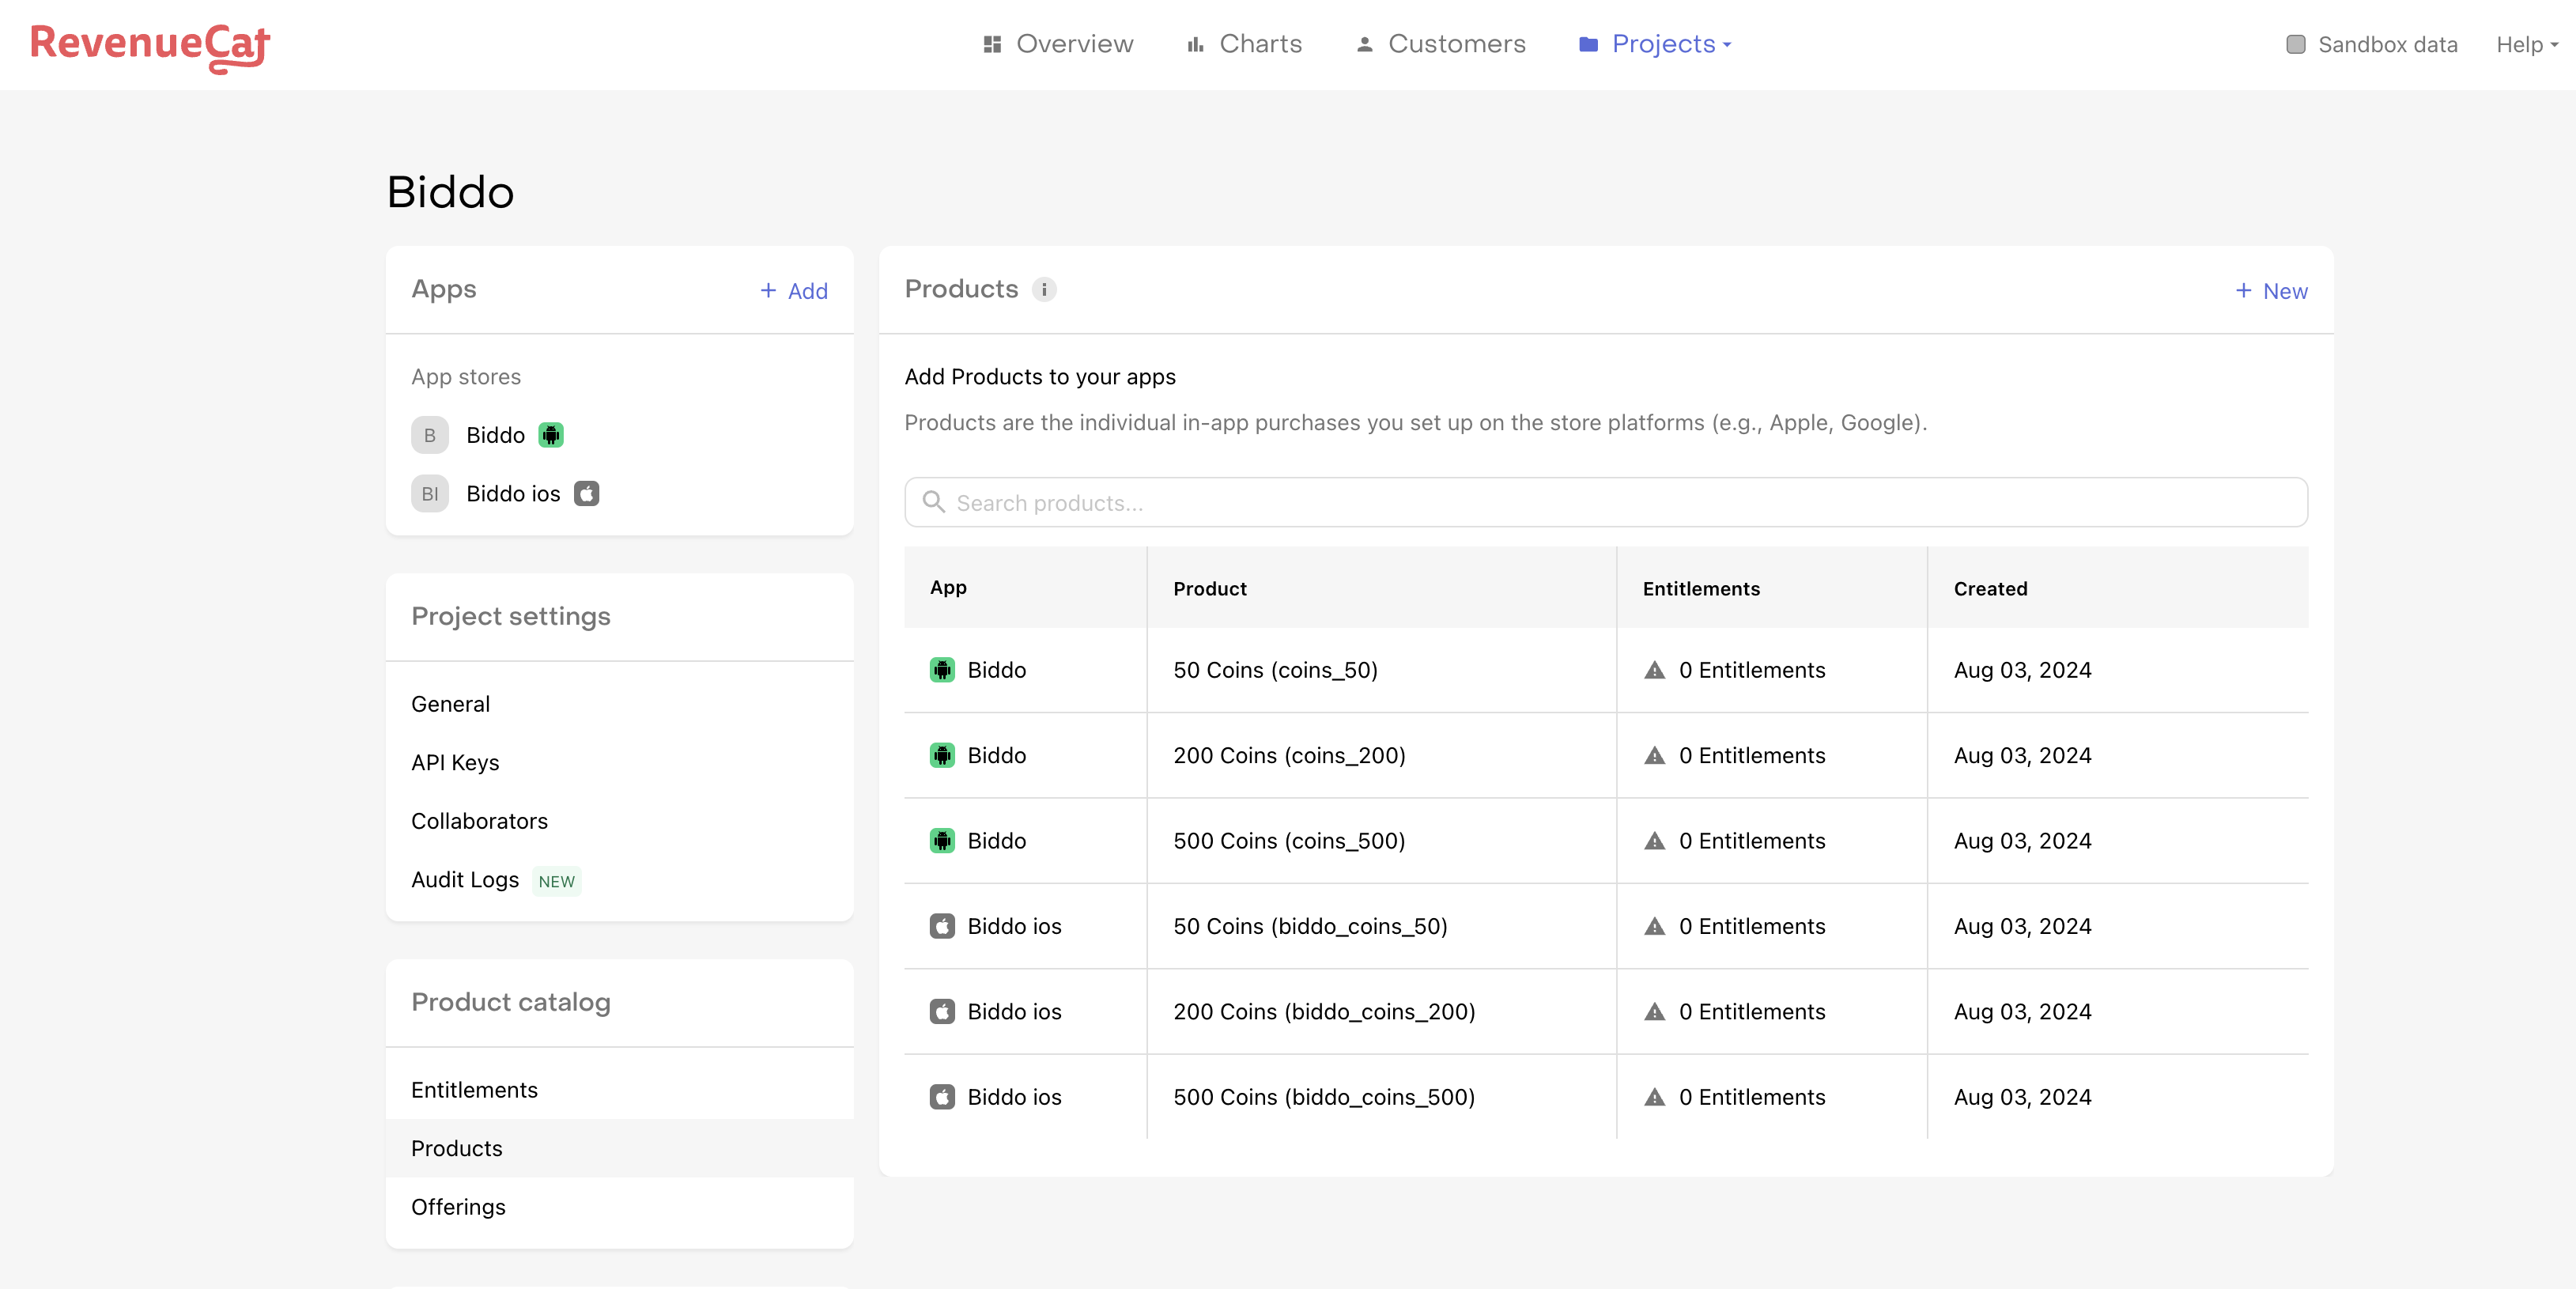 RevenueCat
Overview
Charts
Customers
Projects
Sandbox data
Help
Biddo
Apps
+ Add
App stores
B Biddo
BI Biddo ios
Project settings
General
API Keys
Collaborators
Audit Logs NEW
Product catalog
Entitlements
Products
Offerings
Products i
+ New
Add Products to your apps
Products are the individual in-app purchases you set up on the store platforms (e.g., Apple, Google).
Search products...
App Product Entitlements Created
Biddo 50 Coins (coins_50) 0 Entitlements Aug 03, 2024
Biddo 200 Coins (coins_200) 0 Entitlements Aug 03, 2024
Biddo 500 Coins (coins_500) 0 Entitlements Aug 03, 2024
Biddo ios 50 Coins (biddo_coins_50) 0 Entitlements Aug 03, 2024
Biddo ios 200 Coins (biddo_coins_200) 0 Entitlements Aug 03, 2024
Biddo ios 500 Coins (biddo_coins_500) 0 Entitlements Aug 03, 2024